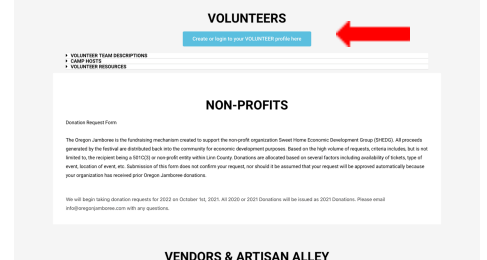 VOLUNTEERS
Create or login to your VOLUNTEER profile here
VOLUNTEER TEAM DESCRIPTIONS
CAMP HOSTS
VOLUNTEER RESOURCES
NON-PROFITS
Donation Request Form
The Oregon Jamboree is the fundraising mechanism created to support the non-profit organization Sweet Home Economic Development Group (SHEDG). All proceeds
generated by the festival are distributed back into the community for economic development purposes. Based on the high volume of requests, criteria includes, but is not
limited to, the recipient being a 501C(3) or non-profit entity within Linn County. Donations are allocated based on several factors including availability of tickets, type of
event, location of event, etc. Submission of this form does not confirm your request, nor should it be assumed that your request will be approved automatically because
your organization has received prior Oregon Jamboree donations.
We will begin taking donation requests for 2022 on October 1st, 2021. All 2020 or 2021 Donations will be issued as 2021 Donations. Please email
info@oregonjamboree.com with any questions.
VENDORS & ARTISAN ALLEY